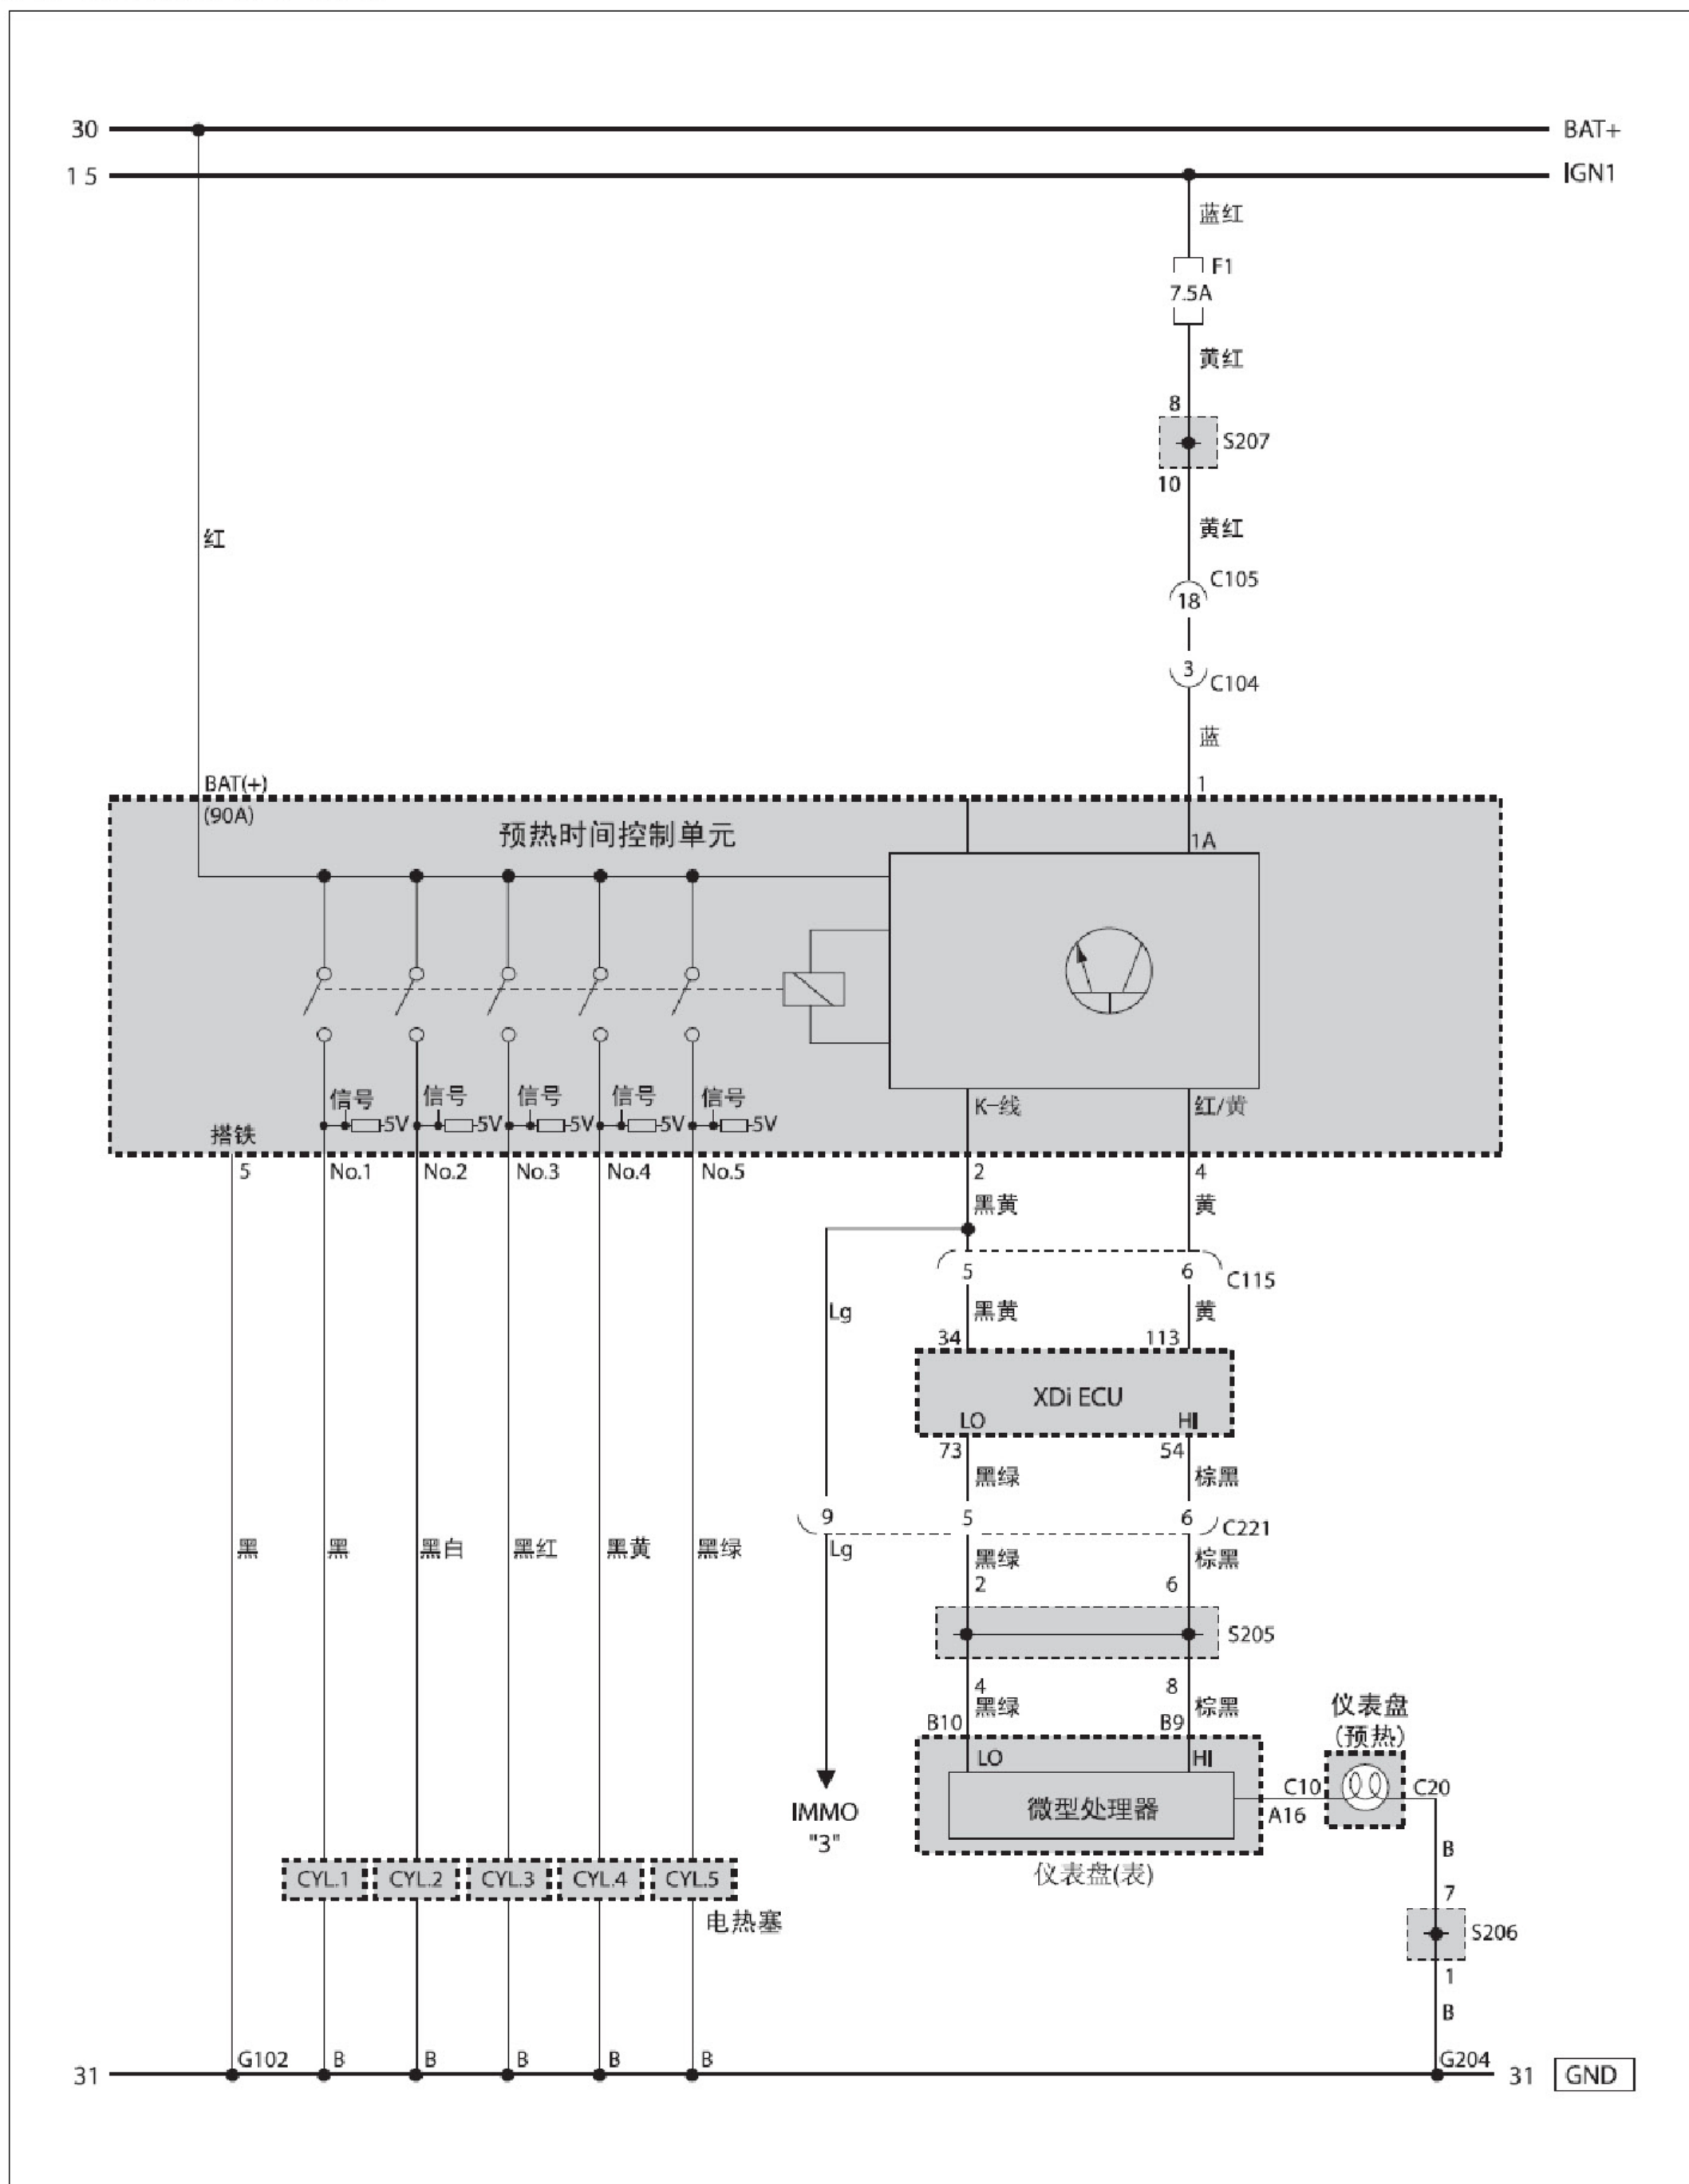 30 BAT+
15 IGN1
蓝红
F1
7.5A
黄红
8
S207
10
红
黄红
C105
18
3
C104
蓝
BAT(+) 1
(90A)
预热时间控制单元 1A
信号 信号 信号 信号 信号 K-线 红/黄
5V 5V 5V 5V 5V
搭铁
5 No.1 No.2 No.3 No.4 No.5 2 4
黑黄 黄
5 6 C115
Lg 黑黄 黄
34 113
XDi ECU
LO HI
73 54
黑绿 棕黑
9 5 6 C221
黑 黑 黑白 黑红 黑黄 黑绿 Lg 黑绿 棕黑
2 6
S205
4 8
黑绿 棕黑 仪表盘
B10 B9 (预热)
LO HI
C10 C20
IMMO 微型处理器 A16
"3"
B
仪表盘(表)
CYL.1 CYL.2 CYL.3 CYL.4 CYL.5
7
电热塞
S206
1
B
G102 B B B B B G204
31 31 GND